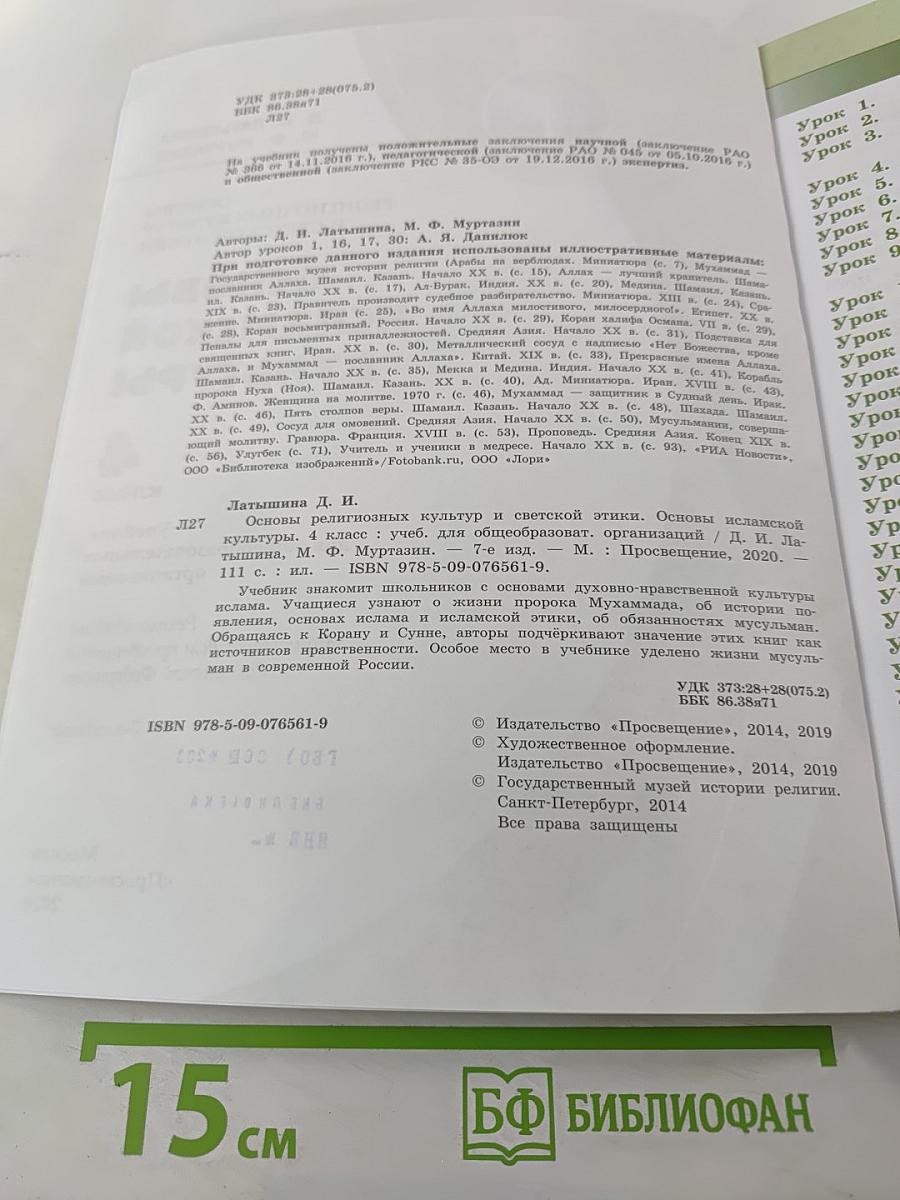 УДК 373:28+28(075.2)
ББК 86.38я71
Л27
На учебник получены положительные заключения научной (заключение РАО
№ 366 от 14.11.2016 г.), педагогической (заключение РАО № 045 от 05.10.2016 г.)
и общественной (заключение РКС № 35-ОЭ от 19.12.2016 г.) экспертиз.
Авторы: Д. И. Латышина, М. Ф. Муртазин
Автор уроков 1, 16, 17, 30: А. Я. Данилюк
При подготовке данного издания использованы иллюстративные материалы:
Государственного музея истории религии (Арабы на верблюдах. Миниатюра (с. 7), Мухаммад —
посланник Аллаха. Шамаил. Казань. Начало XX в. (с. 15), Аллах — лучший хранитель. Шама-
ил. Казань. Начало XX в. (с. 17), Ал-Бурак. Индия. XX в. (с. 20), Медина. Шамаил. Казань.
XIX в. (с. 23), Правитель производит судебное разбирательство. Миниатюра. XIII в. (с. 24), Сра-
жение. Миниатюра. Иран (с. 25), «Во имя Аллаха милостивого, милосердного!». Египет. XX в.
(с. 28), Коран восьмигранный. Россия. Начало XX в. (с. 29), Коран халифа Османа. VII в. (с. 29),
Пеналы для письменных принадлежностей. Средняя Азия. Начало XX в. (с. 31), Подставка для
священных книг. Иран. XX в. (с. 30), Металлический сосуд с надписью «Нет Божества, кроме
Аллаха, и Мухаммад — посланник Аллаха». Китай. XIX в. (с. 33), Прекрасные имена Аллаха.
Шамаил. Казань. Начало XX в. (с. 35), Мекка и Медина. Индия. Начало XX в. (с. 41), Корабль
пророка Нуха (Ноя). Шамаил. Казань. XX в. (с. 40), Ад. Миниатюра. Иран. XVIII в. (с. 43),
Ф. Аминов. Женщина на молитве. 1970 г. (с. 46), Мухаммад — защитник в Судный день. Ирак.
XX в. (с. 46), Пять столпов веры. Шамаил. Казань. Начало XX в. (с. 48), Шахада. Шамаил.
XX в. (с. 49), Сосуд для омовений. Средняя Азия. Начало XX в. (с. 50), Мусульмании, соверша-
ющий молитву. Гравюра. Франция. XVIII в. (с. 53), Проповедь. Средняя Азия. Конец XIX в.
(с. 56), Улугбек (с. 71), Учитель и ученики в медресе. Начало XX в. (с. 93), «РИА Новости»,
ООО «Библиотека изображений»/Fotobank.ru, ООО «Лори»
Латышина Д. И.
Л27 Основы религиозных культур и светской этики. Основы исламской
культуры. 4 класс : учеб. для общеобразоват. организаций / Д. И. Ла-
тышина, М. Ф. Муртазин. — 7-е изд. — М. : Просвещение, 2020. —
111 с. : ил. — ISBN 978-5-09-076561-9.
Учебник знакомит школьников с основами духовно-нравственной культуры
ислама. Учащиеся узнают о жизни пророка Мухаммада, об истории по-
явления, основах ислама и исламской этики, об обязанностях мусульман.
Обращаясь к Корану и Сунне, авторы подчёркивают значение этих книг как
источников нравственности. Особое место в учебнике уделено жизни мусуль-
ман в современной России.
УДК 373:28+28(075.2)
ББК 86.38я71
ISBN 978-5-09-076561-9
© Издательство «Просвещение», 2014, 2019
© Художественное оформление.
Издательство «Просвещение», 2014, 2019
© Государственный музей истории религии.
Санкт-Петербург, 2014
Все права защищены
Урок 1.
Урок 2.
Урок 3.
Урок 4.
Урок 5.
Урок 6.
Урок 7.
Урок 8
Урок 9
Урок
Урок
Урок
Урок
Урок
15 см
БФ БИБЛИОФАН